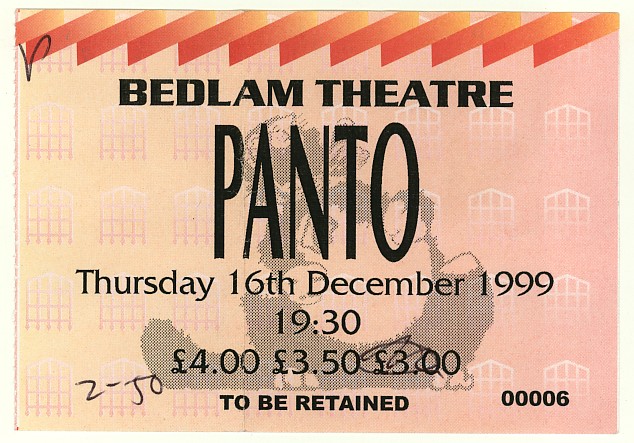 BEDLAM THEATRE
PANTO
Thursday 16th December 1999
19:30
£4.00 £3.50 £3.00
2-50
TO BE RETAINED
00006